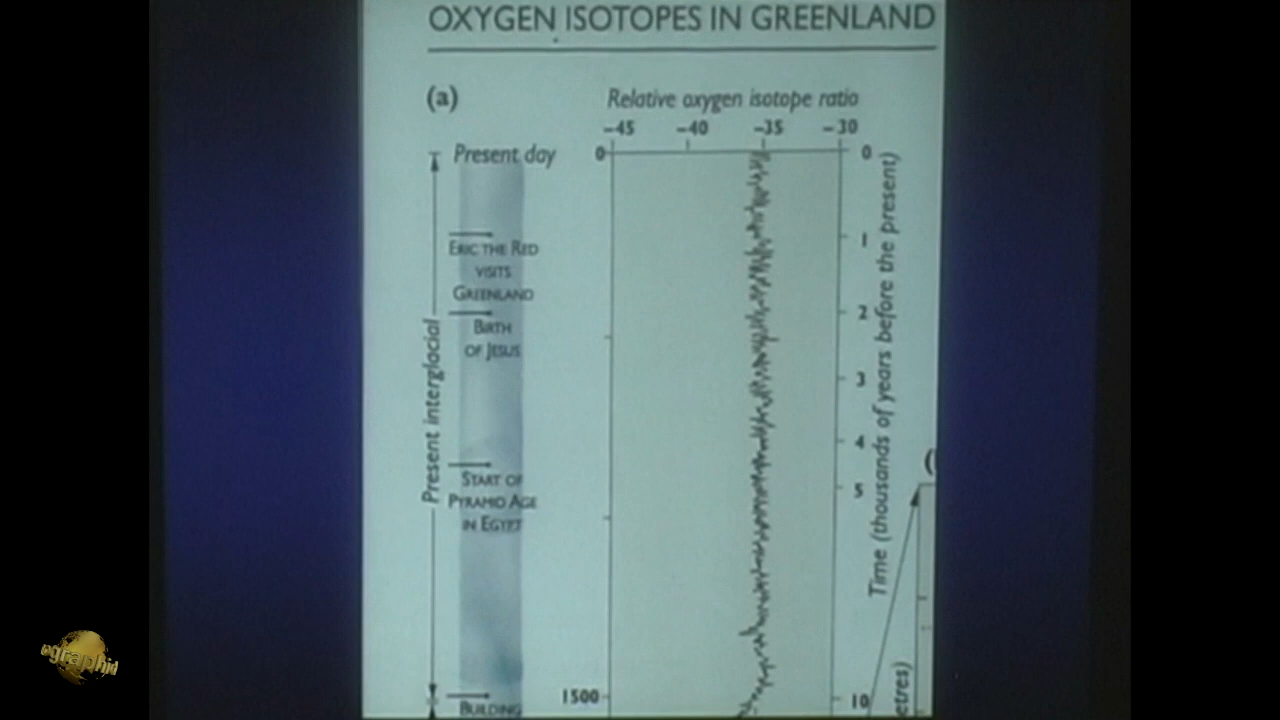 OXYGEN ISOTOPES IN GREENLAND
(a)
Relative oxygen isotope ratio
–45 –40 –35 –30
Present day
0
0
ERIC THE RED
VISITS
GREENLAND
1
BIRTH
OF JESUS
2
3
Present interglacial
4
START OF
PYRAMID AGE
IN EGYPT
5
Time (thousands of years before the present)
(
1500
10
BUILDING
etres)